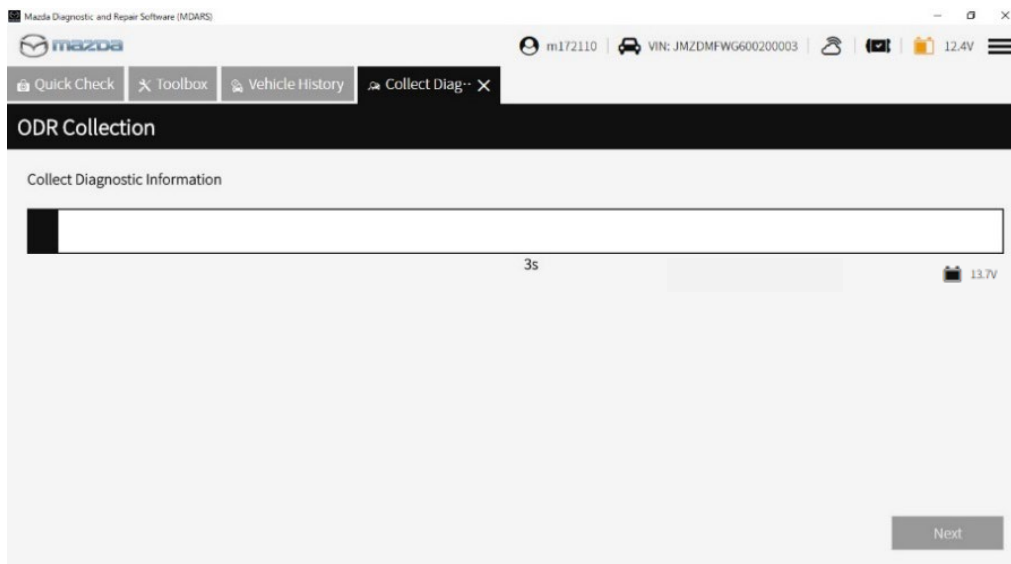 Mazda Diagnostic and Repair Software (MDARS)
mazda
m172110
VIN: JMZDMFWG600200003
12.4V
Quick Check
Toolbox
Vehicle History
Collect Diag··
ODR Collection
Collect Diagnostic Information
3s
13.7V
Next